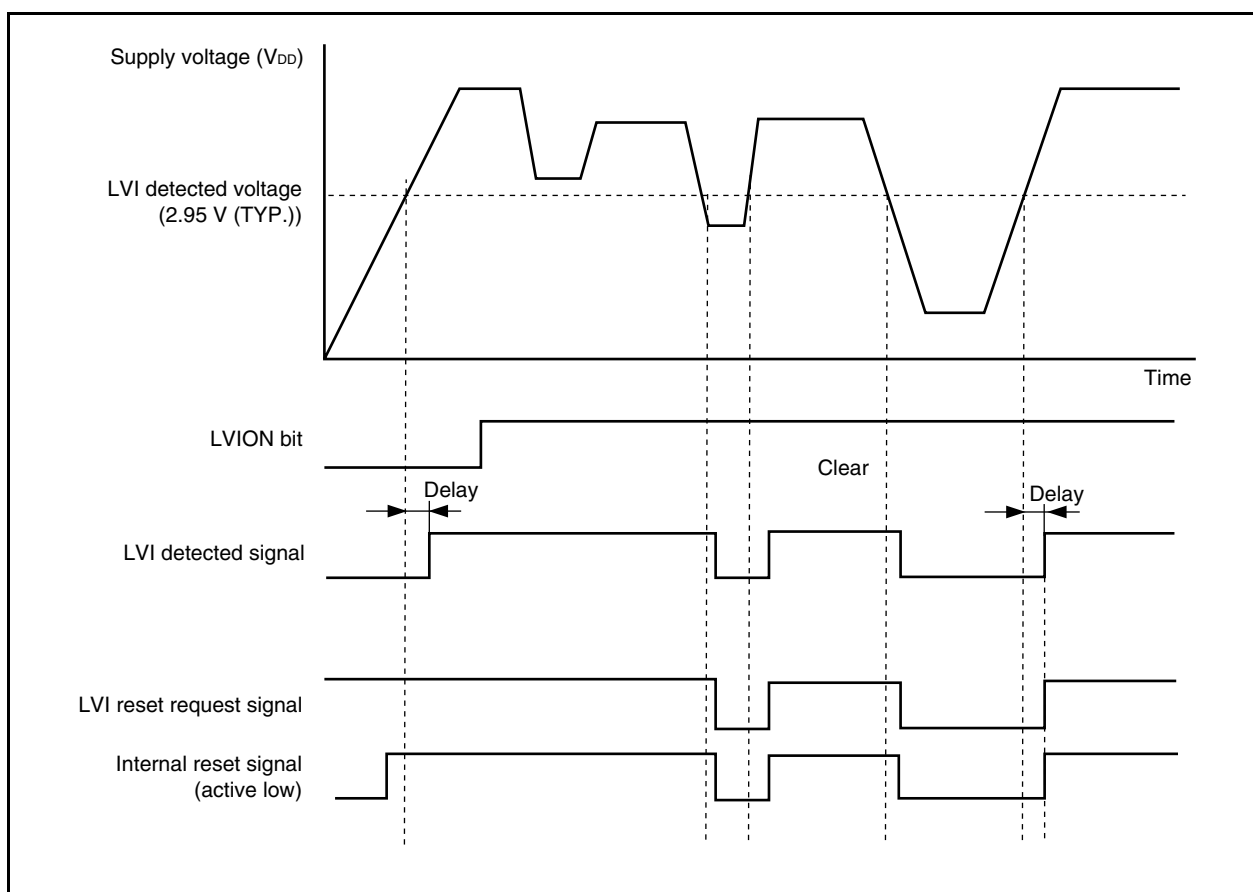 Supply voltage (VDD)
LVI detected voltage
(2.95 V (TYP.))
Time
LVION bit
Clear
Delay
Delay
LVI detected signal
LVI reset request signal
Internal reset signal
(active low)